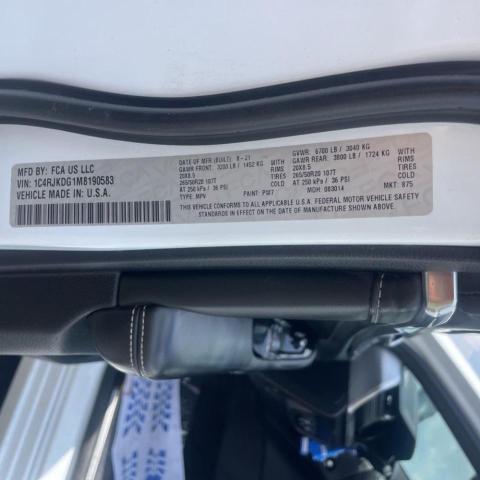 MFD BY: FCA US LLC
VIN: 1C4RJKDG1M8190583
VEHICLE MADE IN: U.S.A.
DATE OF MFR (BUILT): 8-21
GAWR FRONT: 3200 LB / 1452 KG WITH
20X8.5 RIMS
265/50R20 107T TIRES
AT 250 kPa / 36 PSI COLD
TYPE: MPV PAINT: PSE7
GVWR: 6700 LB / 3040 KG
GAWR REAR: 3800 LB / 1724 KG WITH
20X8.5 RIMS
265/50R20 107T TIRES
AT 250 kPa / 36 PSI COLD
MDH: 083014 MKT: 875
THIS VEHICLE CONFORMS TO ALL APPLICABLE U.S.A. FEDERAL MOTOR VEHICLE SAFETY
STANDARDS IN EFFECT ON THE DATE OF MANUFACTURE SHOWN ABOVE